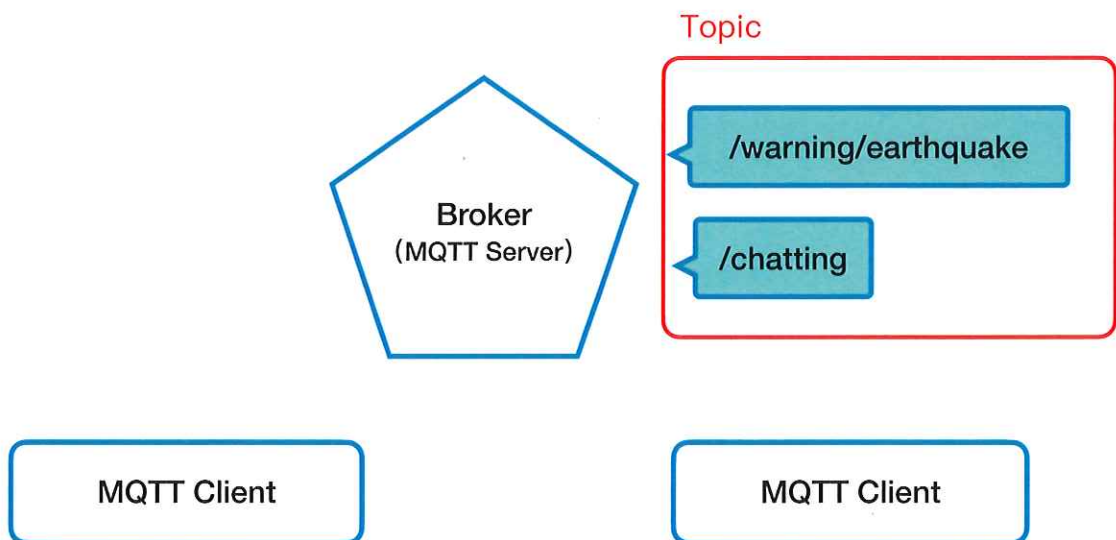 Topic
/warning/earthquake
Broker
(MQTT Server)
/chatting
MQTT Client
MQTT Client